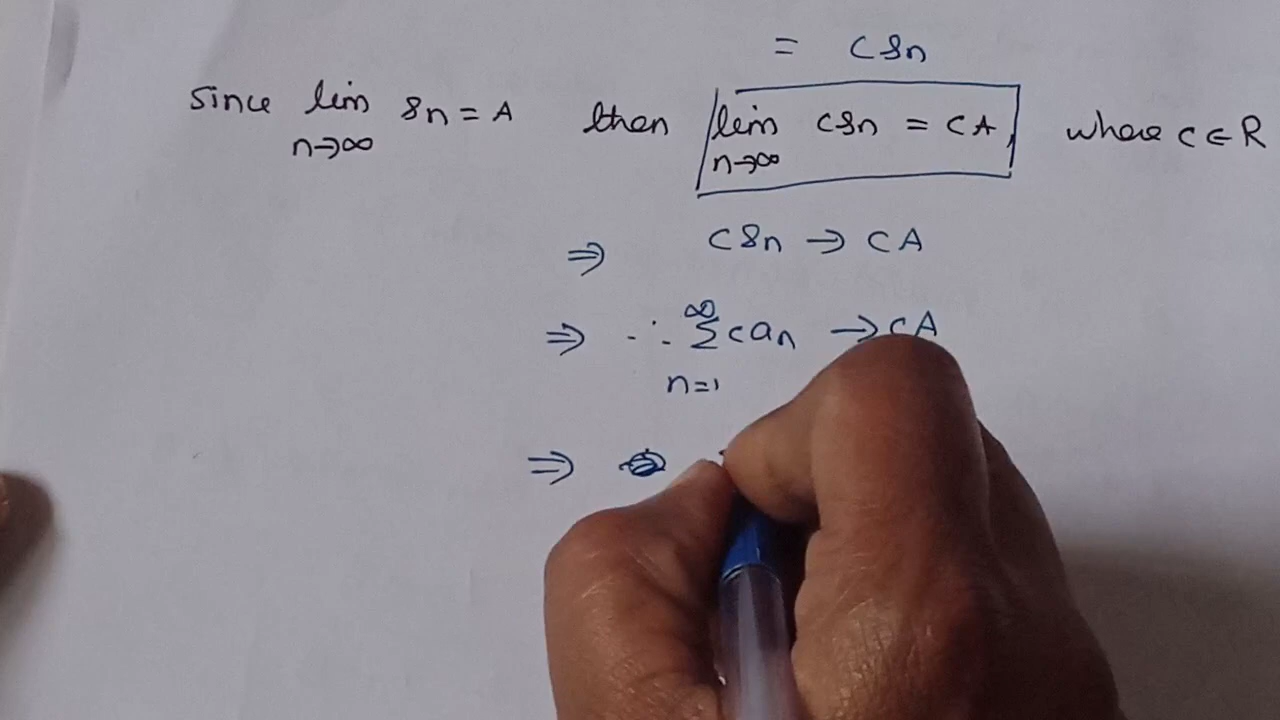 = csn
Since lim sn = A then lim csn = cA, where c ∈ R
n→∞ n→∞
⇒ csn → cA
⇒ ∴ ∞ Σ can → cA
n=1
⇒